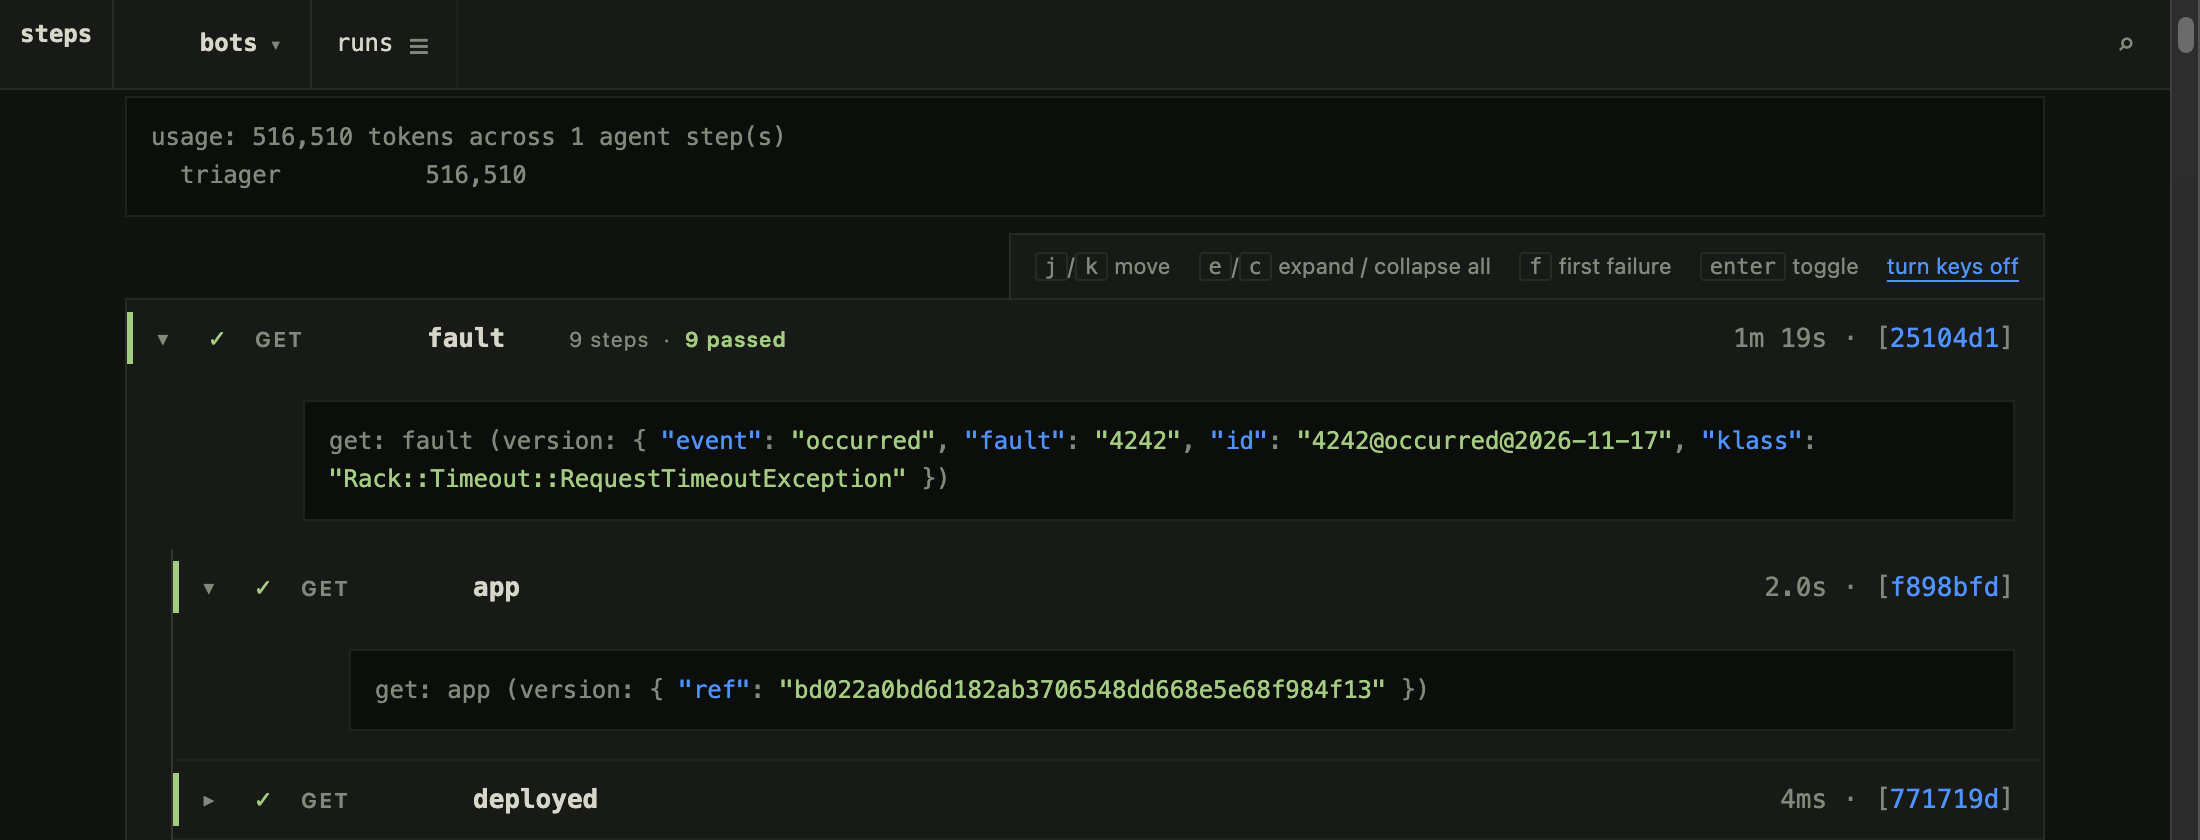 steps
bots ▾
runs ☰
usage: 516,510 tokens across 1 agent step(s)
triager 516,510
j/k move e/c expand / collapse all f first failure enter toggle turn keys off
▼ ✓ GET fault 9 steps · 9 passed 1m 19s · [25104d1]
get: fault (version: { "event": "occurred", "fault": "4242", "id": "4242@occurred@2026-11-17", "klass":
"Rack::Timeout::RequestTimeoutException" })
▼ ✓ GET app 2.0s · [f898bfd]
get: app (version: { "ref": "bd022a0bd6d182ab3706548dd668e5e68f984f13" })
▶ ✓ GET deployed 4ms · [771719d]